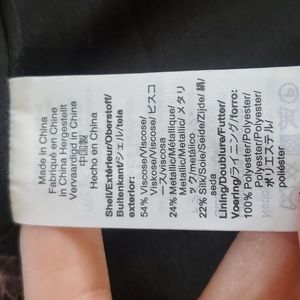 Made in China
Fabriqué en Chine
in China Hergestellt
Vervaardigd in China
中国製
Hecho en China
Shell/Extérieur/Oberstoff/
Buitenkant/シェル/tela
exterior:
54% Viscose/Viscose/
Viskose/Viscose/ビスコ
ース/viscosa
24% Metallic/Métallique/
Metallic/Metallic/メタリ
ック/metálico
22% Silk/Soie/Seide/Zijde/絹/
seda
Lining/Doublure/Futter/
Voering/ライニング/forro:
100% Polyester/Polyester/
Polyester/Polyester/
ポリエステル/
poliéster